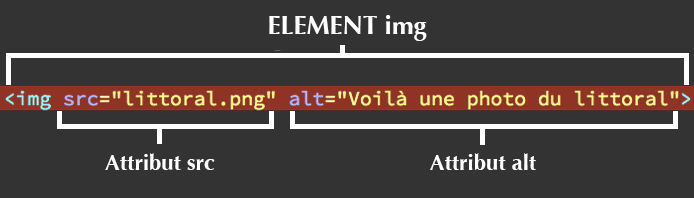 ELEMENT img
<img src="littoral.png" alt="Voilà une photo du littoral">
Attribut src Attribut alt